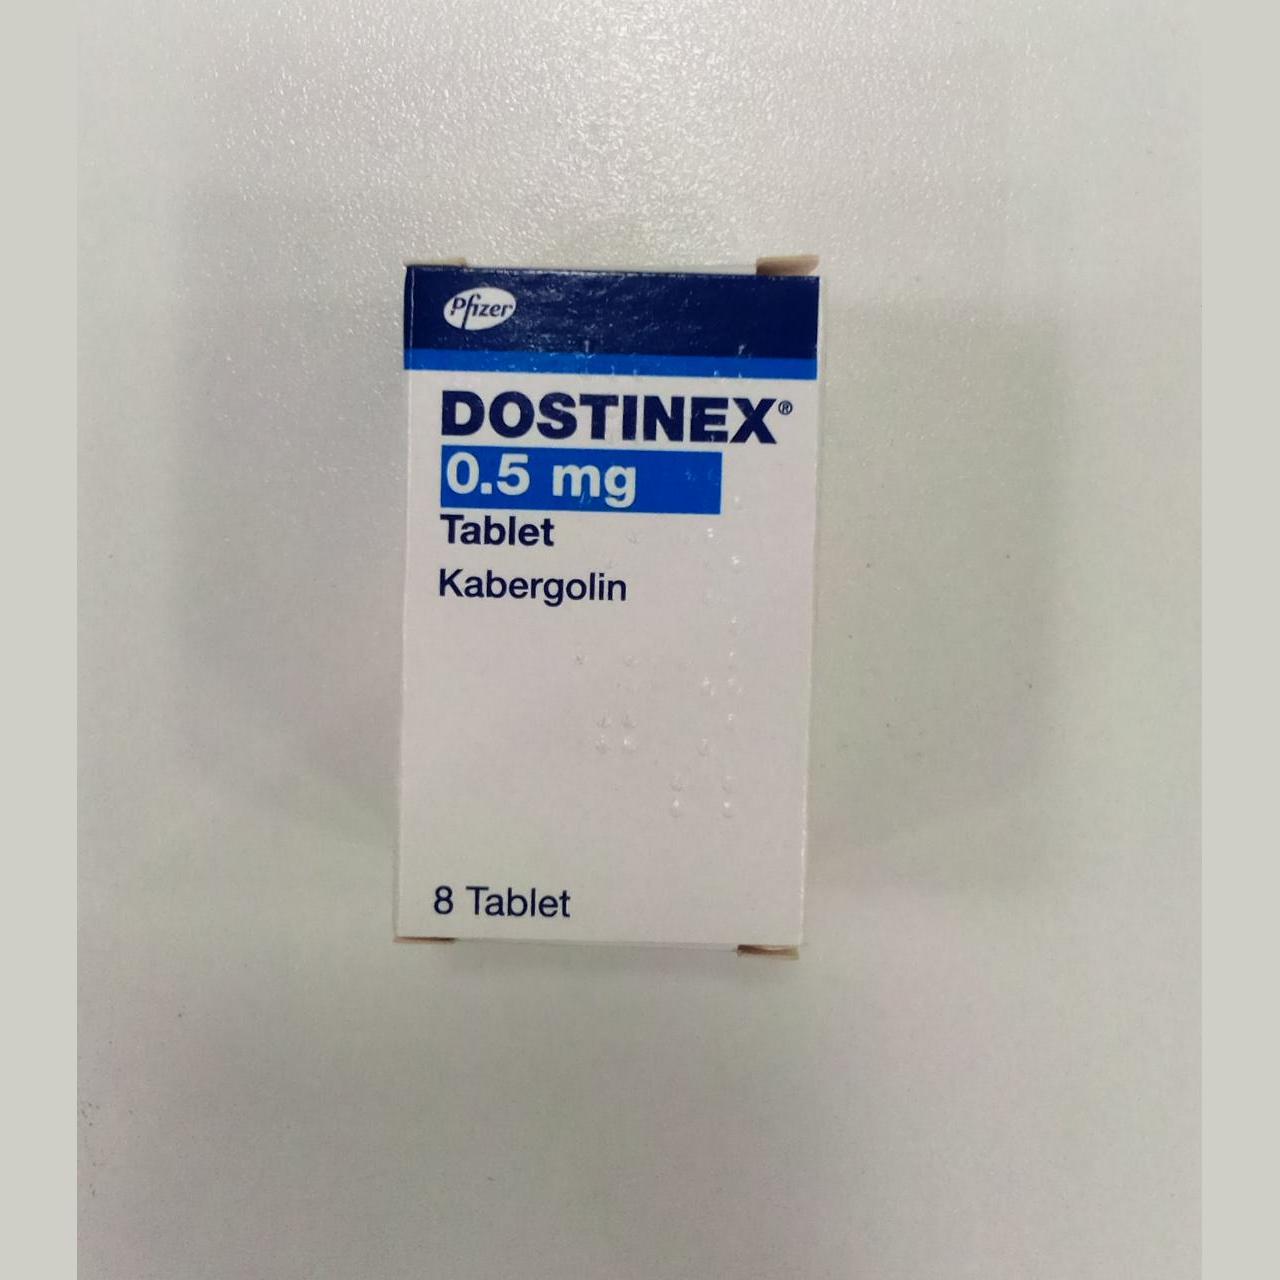 Pfizer
DOSTINEX®
0.5 mg
Tablet
Kabergolin
8 Tablet